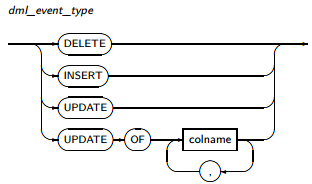 dml_event_type
DELETE
INSERT
UPDATE
UPDATE OF colname
,